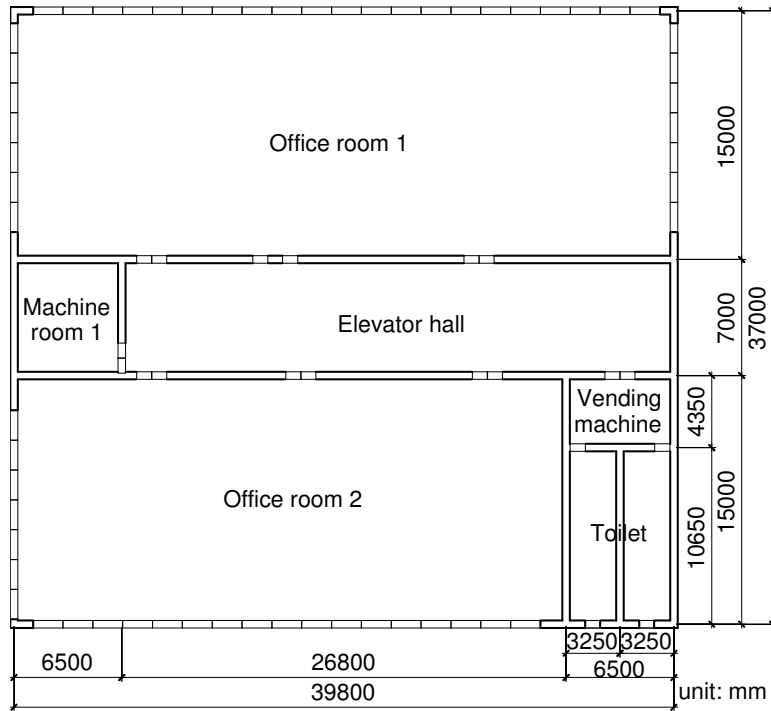 Office room 1
15000
Machine
room 1
Elevator hall
7000
37000
Vending
machine
4350
Office room 2
Toilet
10650
15000
3250
3250
6500
26800
6500
39800
unit: mm